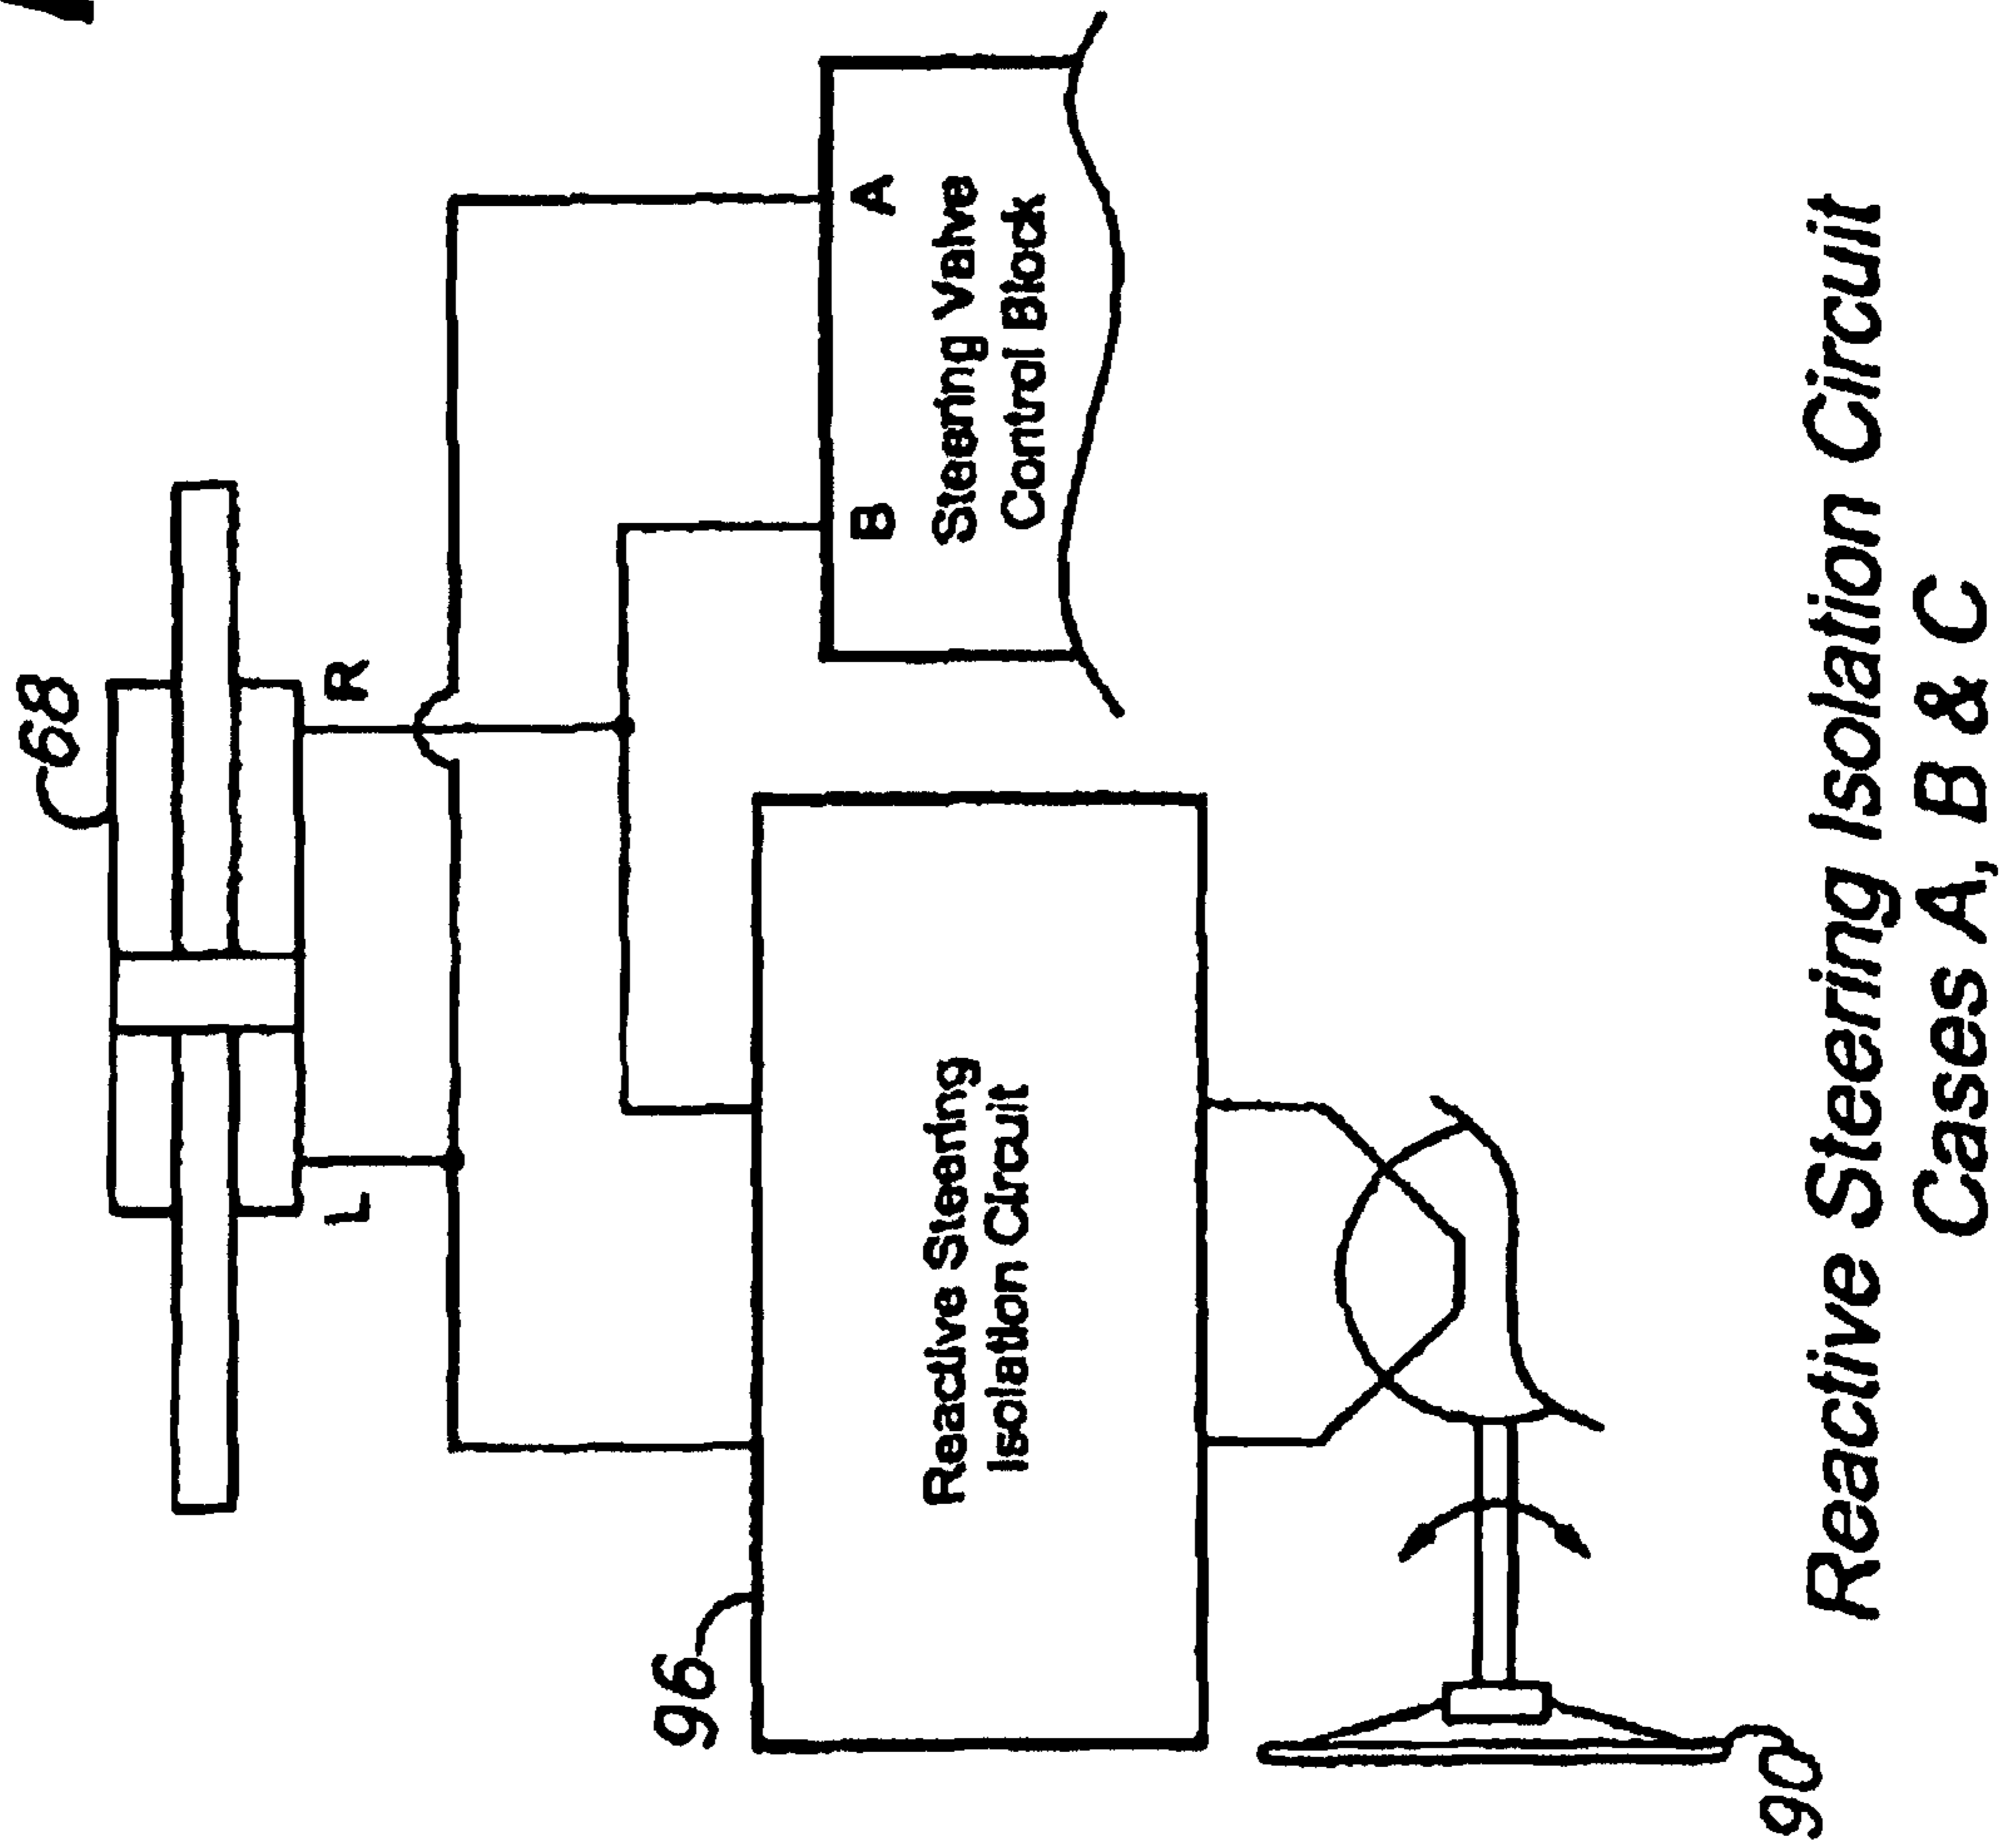 68
L
R
B
A
Steering Valve
Control Block
96
Reactive Steering
Isolation Circuit
90
Reactive Steering Isolation Circuit
Cases A, B & C